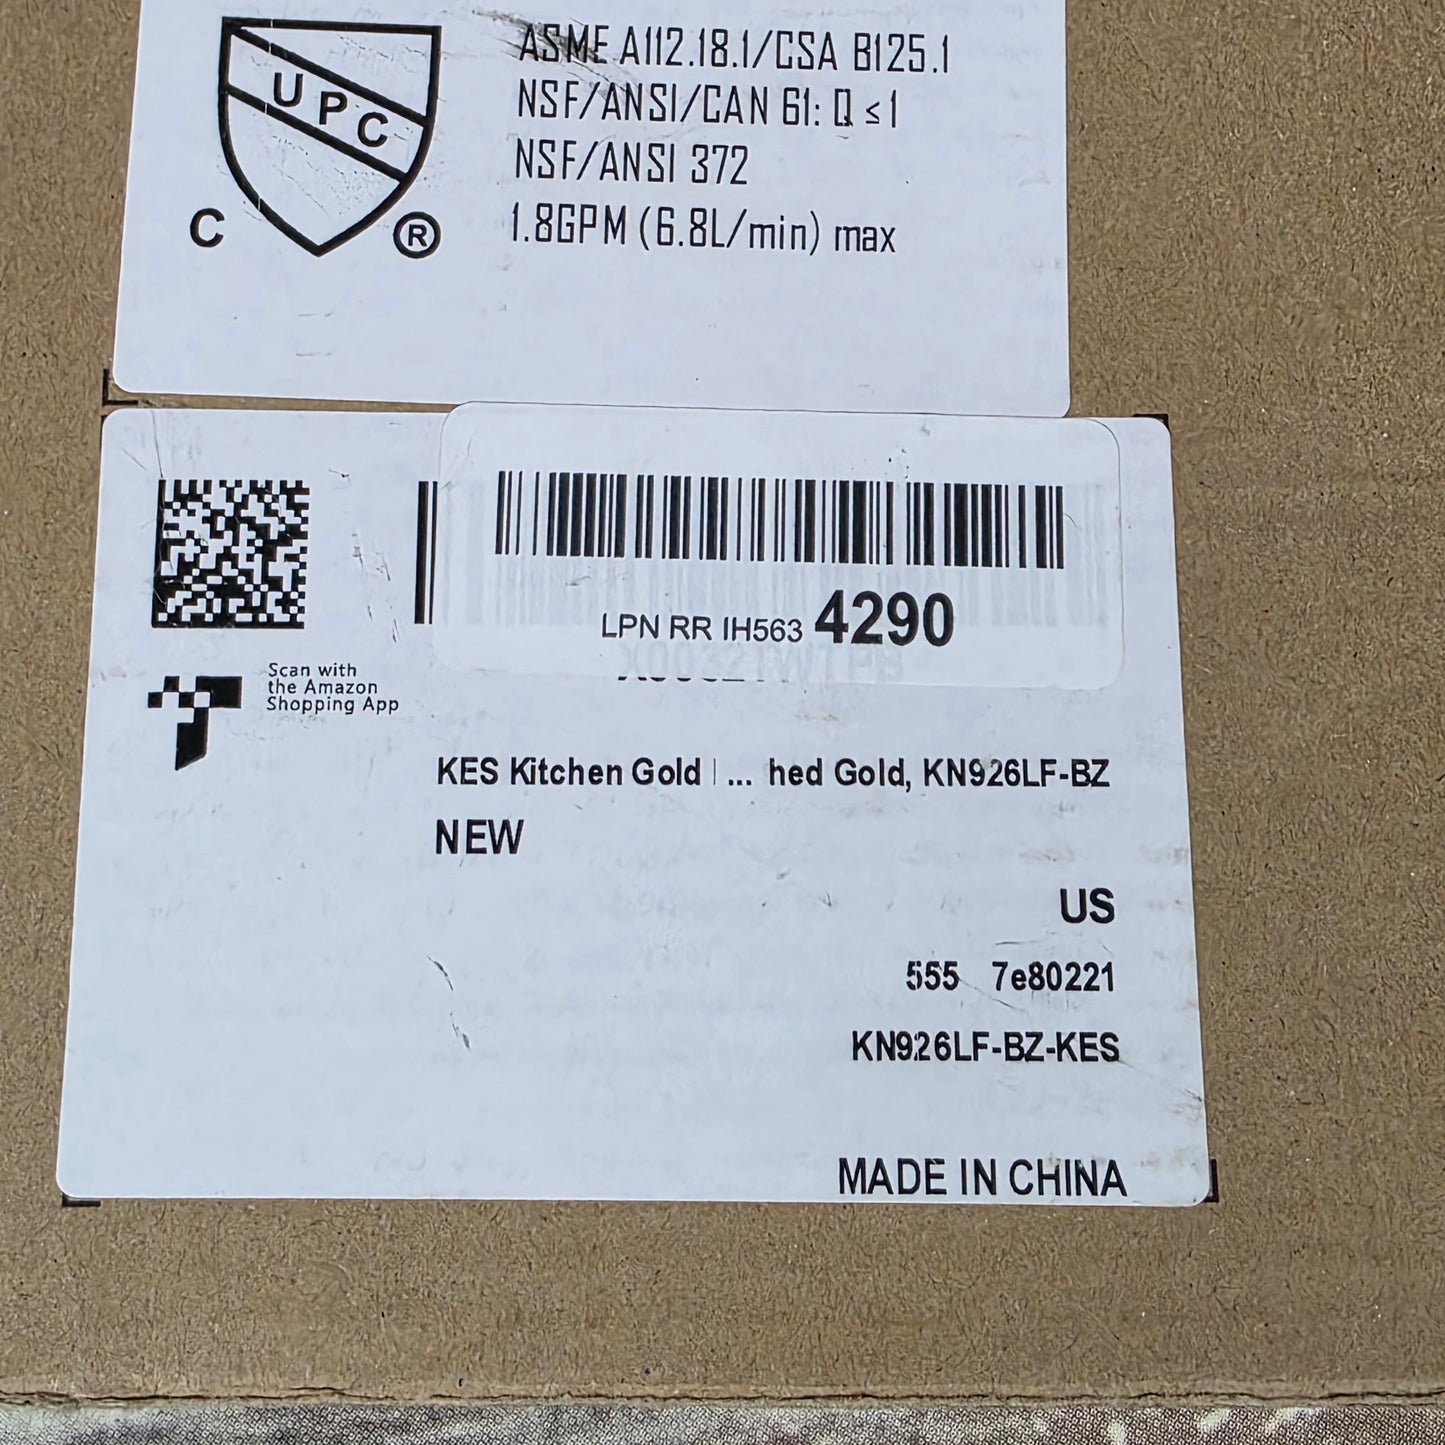 UPC
C ®
ASME A112.18.1/CSA B125.1
NSF/ANSI/CAN 61: Q ≤ 1
NSF/ANSI 372
1.8GPM (6.8L/min) max
LPN RR IH563 4290
Scan with
the Amazon
Shopping App
KES Kitchen Gold ... hed Gold, KN926LF-BZ
NEW
US
555 7e80221
KN926LF-BZ-KES
MADE IN CHINA